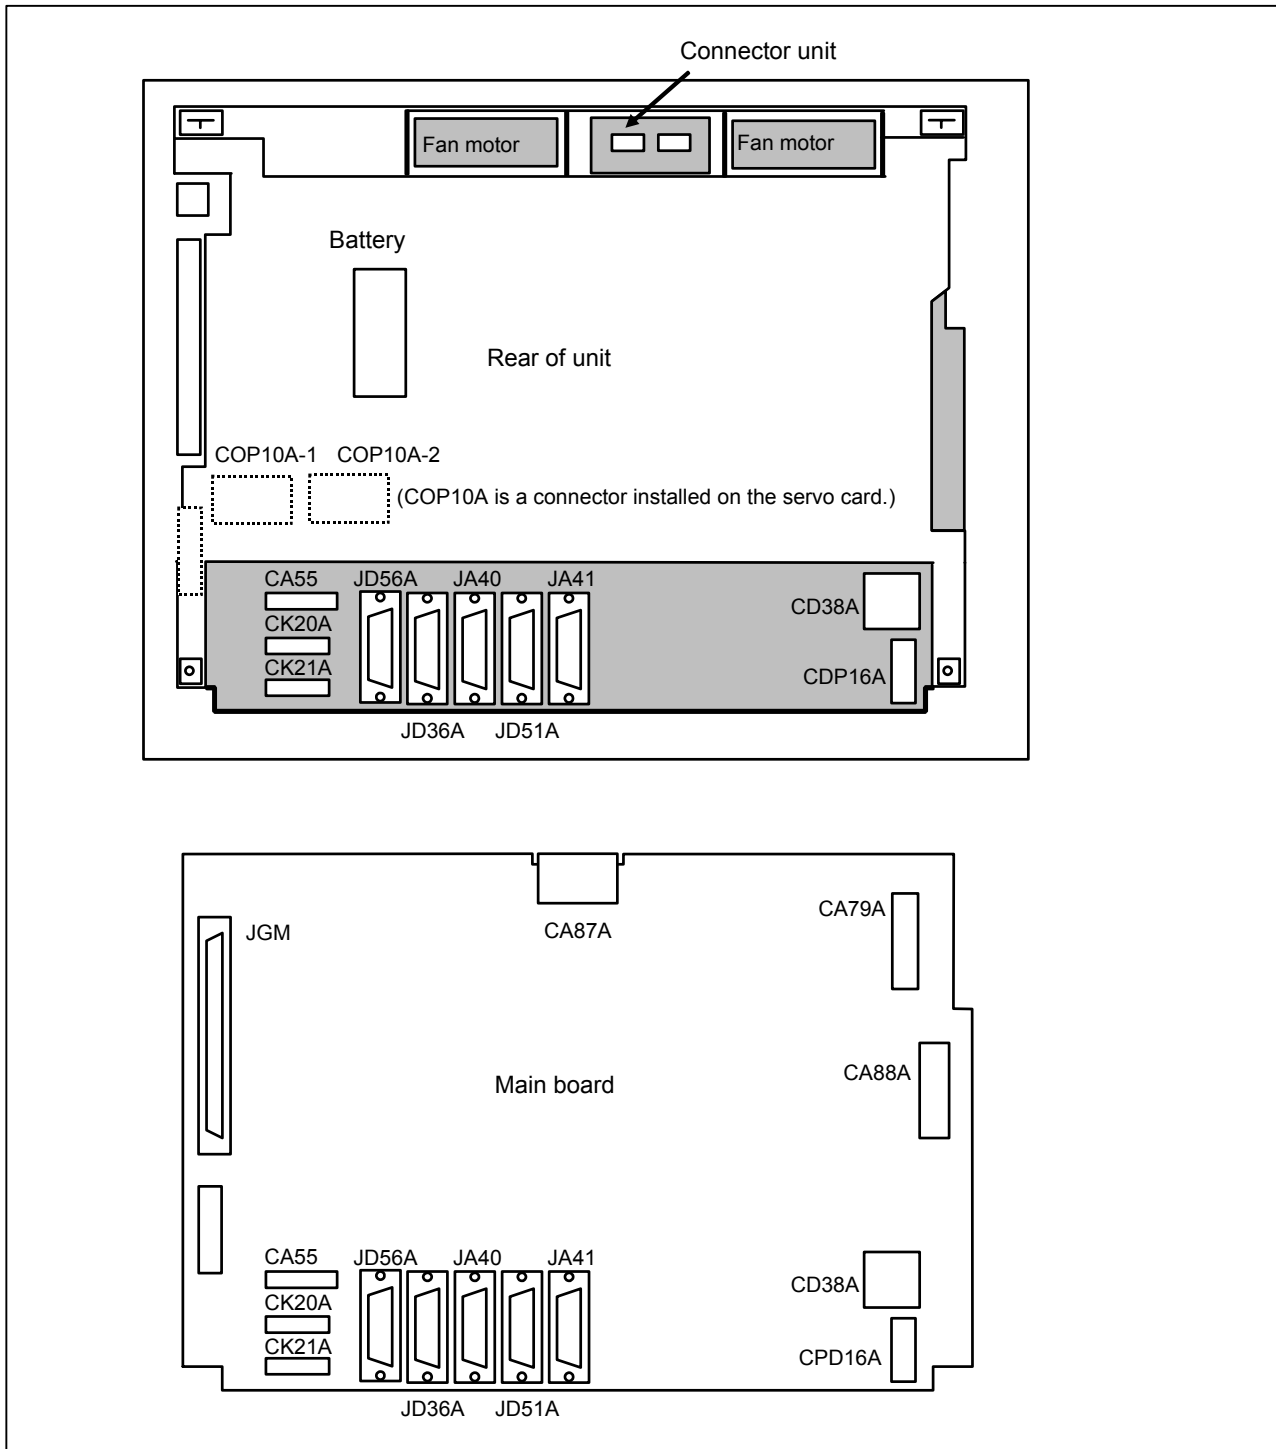 Connector unit
Fan motor
Fan motor
Battery
Rear of unit
COP10A-1 COP10A-2
(COP10A is a connector installed on the servo card.)
CA55 JD56A JA40 JA41
CD38A
CK20A
CK21A
CDP16A
JD36A JD51A
CA79A
JGM
CA87A
CA88A
Main board
CA55 JD56A JA40 JA41
CD38A
CK20A
CK21A
CPD16A
JD36A JD51A